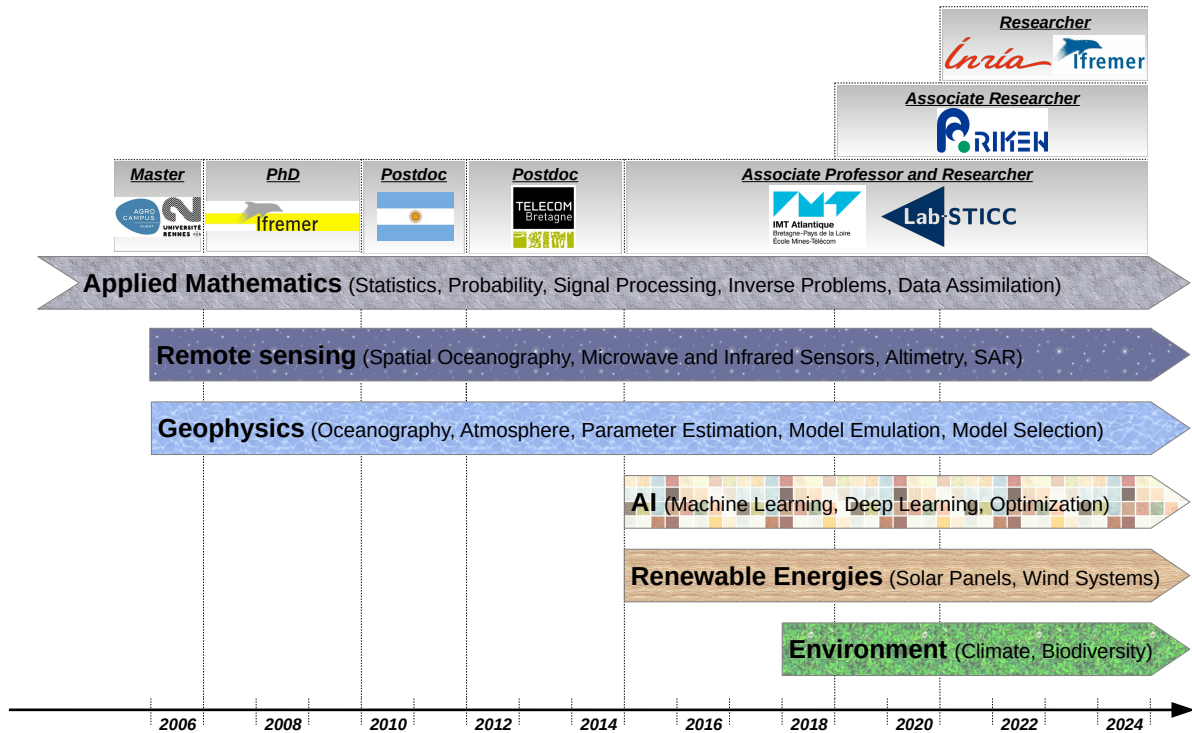 Researcher
Inria
Ifremer
Associate Researcher
RIKEN
Master
PhD
Postdoc
Postdoc
Associate Professor and Researcher
AGRO
CAMPUS
OUEST
2
UNIVERSITÉ
RENNES
Ifremer
TELECOM
Bretagne
IMT Atlantique
Bretagne-Pays de la Loire
École Mines-Télécom
Lab-STICC
Applied Mathematics (Statistics, Probability, Signal Processing, Inverse Problems, Data Assimilation)
Remote sensing (Spatial Oceanography, Microwave and Infrared Sensors, Altimetry, SAR)
Geophysics (Oceanography, Atmosphere, Parameter Estimation, Model Emulation, Model Selection)
AI (Machine Learning, Deep Learning, Optimization)
Renewable Energies (Solar Panels, Wind Systems)
Environment (Climate, Biodiversity)
2006 2008 2010 2012 2014 2016 2018 2020 2022 2024